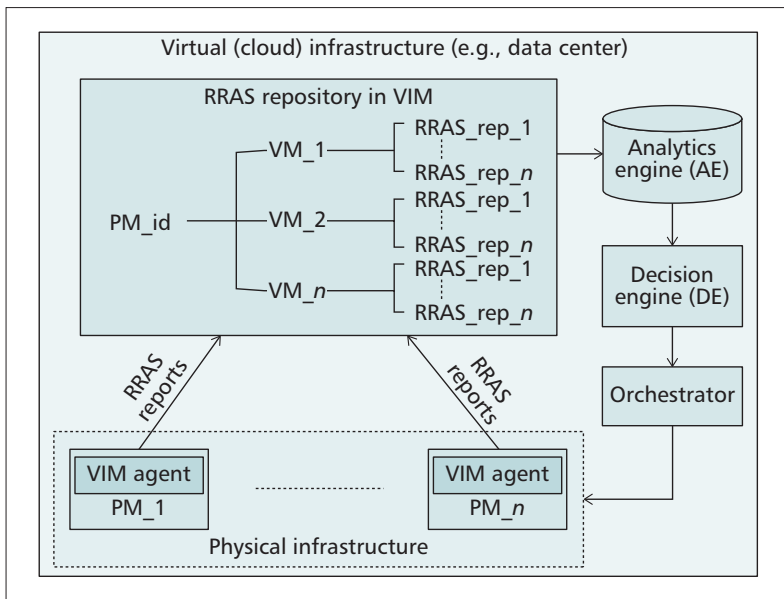 Virtual (cloud) infrastructure (e.g., data center)
RRAS repository in VIM
PM_id
VM_1
RRAS_rep_1
RRAS_rep_n
VM_2
RRAS_rep_1
RRAS_rep_n
VM_n
RRAS_rep_1
RRAS_rep_n
Analytics
engine (AE)
Decision
engine (DE)
Orchestrator
RRAS
reports
RRAS
reports
VIM agent
PM_1
VIM agent
PM_n
Physical infrastructure